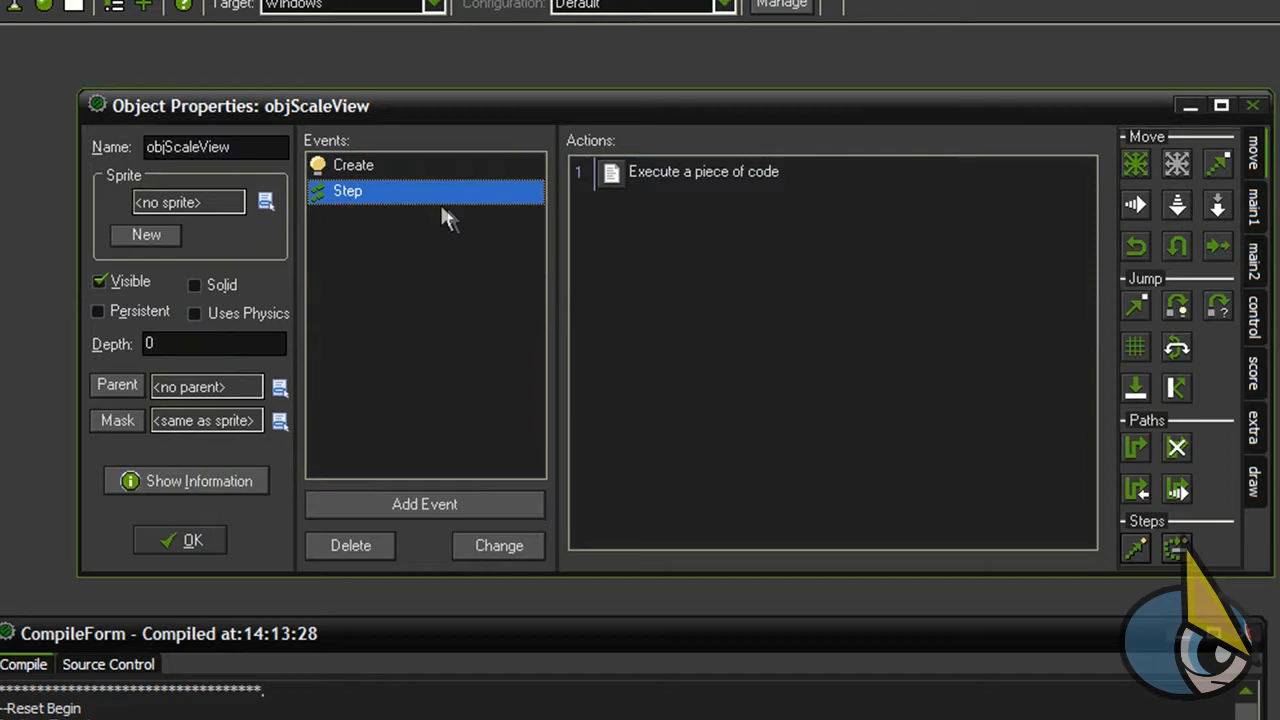 Target: Windows Configuration: Default Manage
Object Properties: objScaleView
Name: objScaleView
Sprite
<no sprite>
New
Visible
Solid
Persistent
Uses Physics
Depth: 0
Parent <no parent>
Mask <same as sprite>
Show Information
OK
Events:
Create
Step
Add Event
Delete Change
Actions:
1 Execute a piece of code
Move
Jump
Paths
Steps
move
main1
main2
control
score
extra
draw
CompileForm - Compiled at:14:13:28
Compile Source Control
**********************************.
--Reset Begin